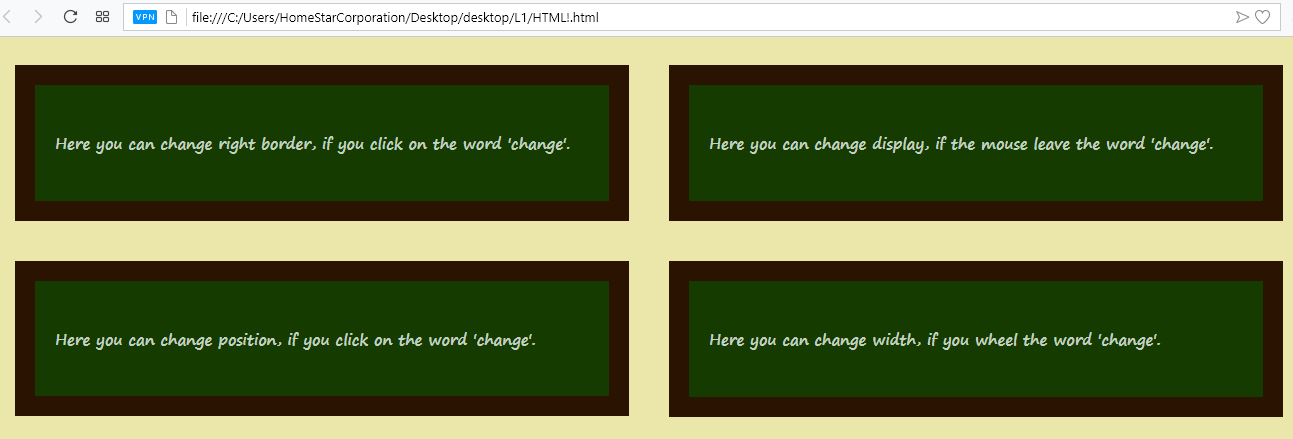 VPN file:///C:/Users/HomeStarCorporation/Desktop/desktop/L1/HTML!.html
Here you can change right border, if you click on the word 'change'.
Here you can change display, if the mouse leave the word 'change'.
Here you can change position, if you click on the word 'change'.
Here you can change width, if you wheel the word 'change'.